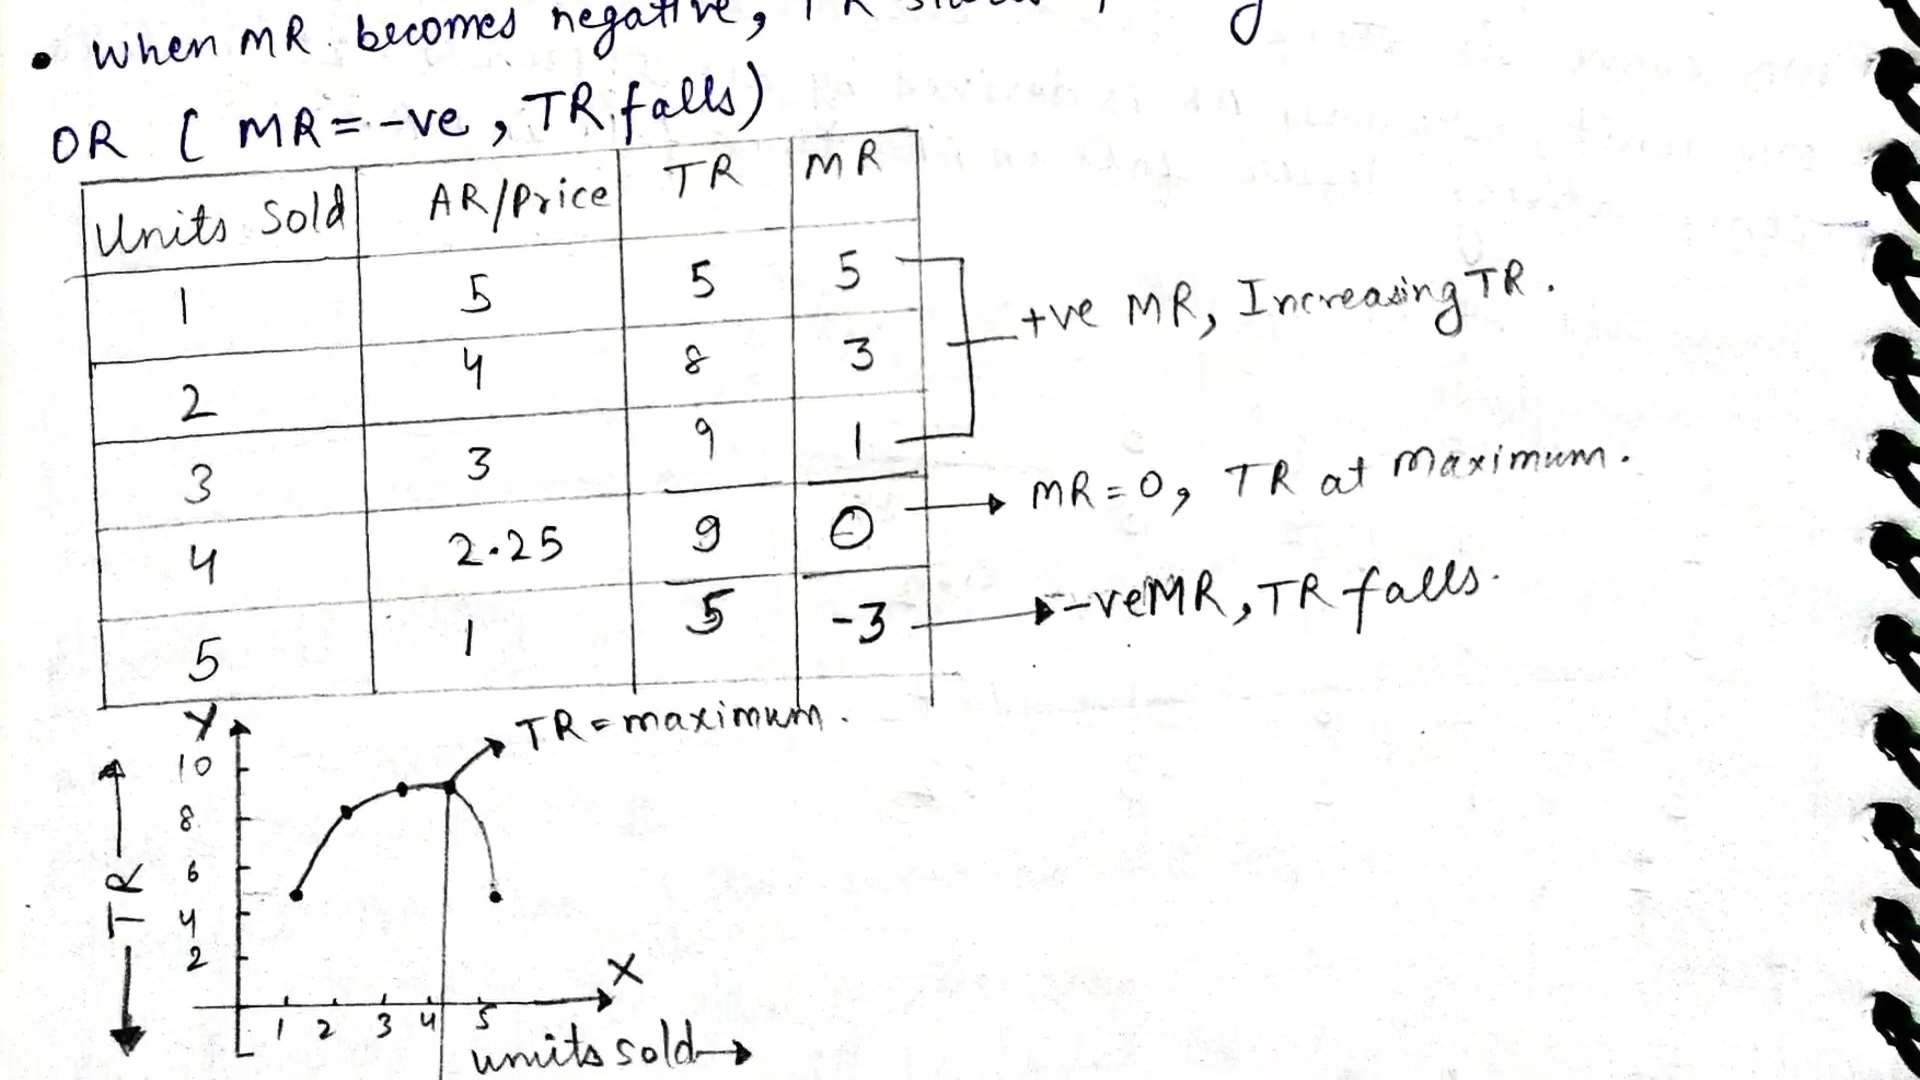 • When MR becomes negative, TR
OR ( MR = -ve, TR falls)
Units Sold AR/Price TR MR
1 5 5 5
2 4 8 3
3 3 9 1
4 2.25 9 0
5 1 5 -3
+ve MR, Increasing TR.
MR = 0, TR at maximum.
-ve MR, TR falls.
TR = maximum.
Y
10
8
6
4
2
TR
X
1 2 3 4 5
units sold